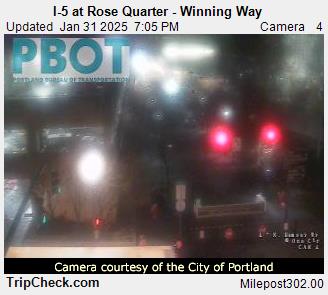 I-5 at Rose Quarter - Winning Way
Updated Jan 31 2025 7:05 PM Camera 4
PBOT
PORTLAND BUREAU OF TRANSPORTATION
Camera courtesy of the City of Portland
TripCheck.com Milepost302.00